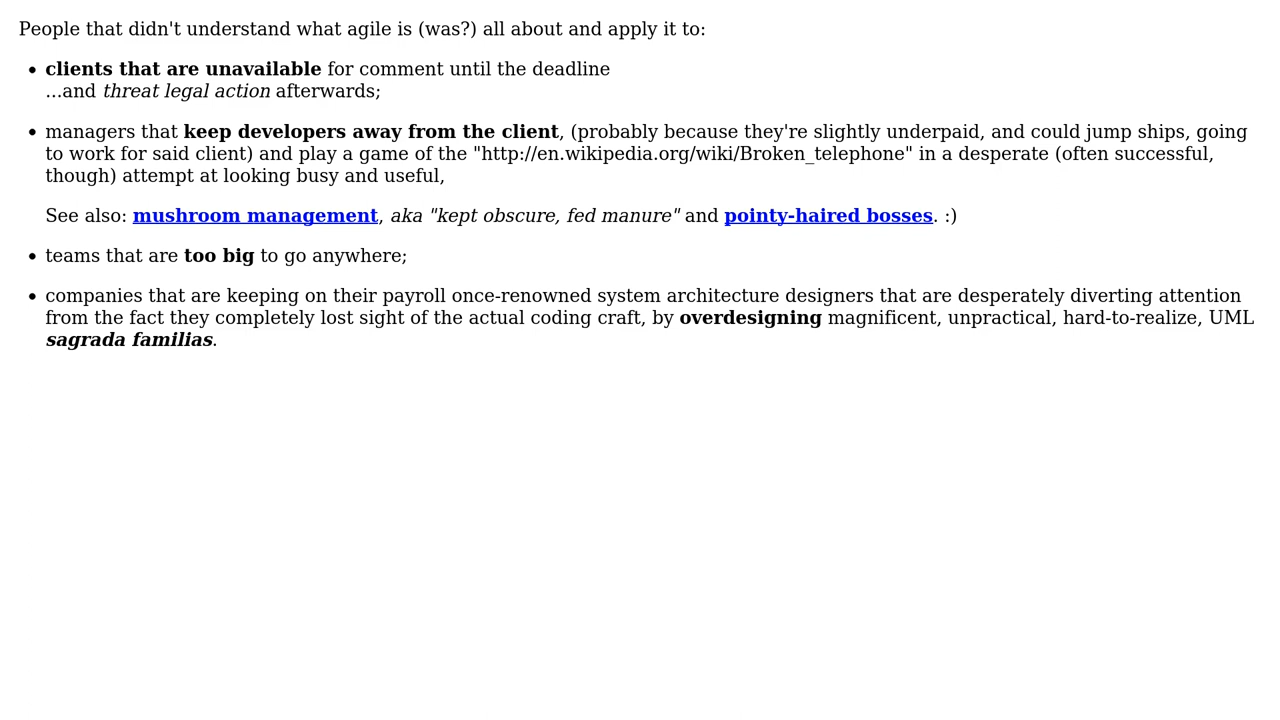 People that didn't understand what agile is (was?) all about and apply it to:
• clients that are unavailable for comment until the deadline
...and threat legal action afterwards;
• managers that keep developers away from the client, (probably because they're slightly underpaid, and could jump ships, going
to work for said client) and play a game of the "http://en.wikipedia.org/wiki/Broken_telephone" in a desperate (often successful,
though) attempt at looking busy and useful,
See also: mushroom management, aka "kept obscure, fed manure" and pointy-haired bosses. :)
• teams that are too big to go anywhere;
• companies that are keeping on their payroll once-renowned system architecture designers that are desperately diverting attention
from the fact they completely lost sight of the actual coding craft, by overdesigning magnificent, unpractical, hard-to-realize, UML
sagrada familias.